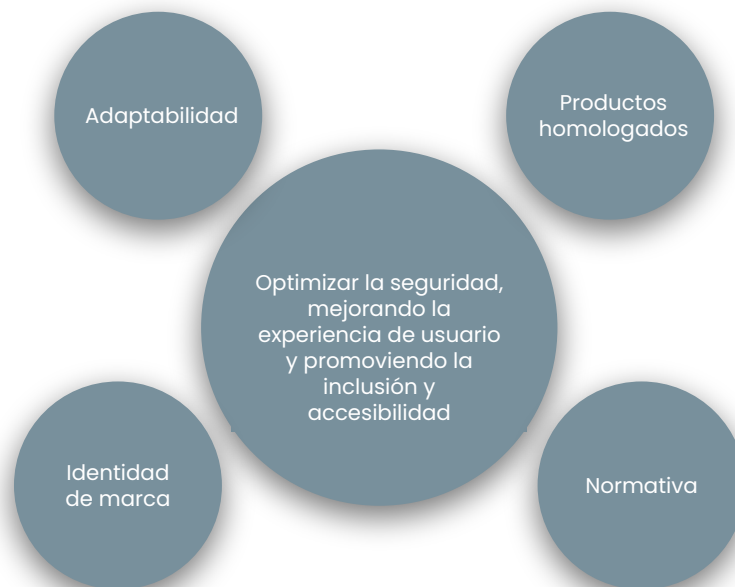 Adaptabilidad
Productos
homologados
Optimizar la seguridad,
mejorando la
experiencia de usuario
y promoviendo la
inclusión y
accesibilidad
Identidad
de marca
Normativa